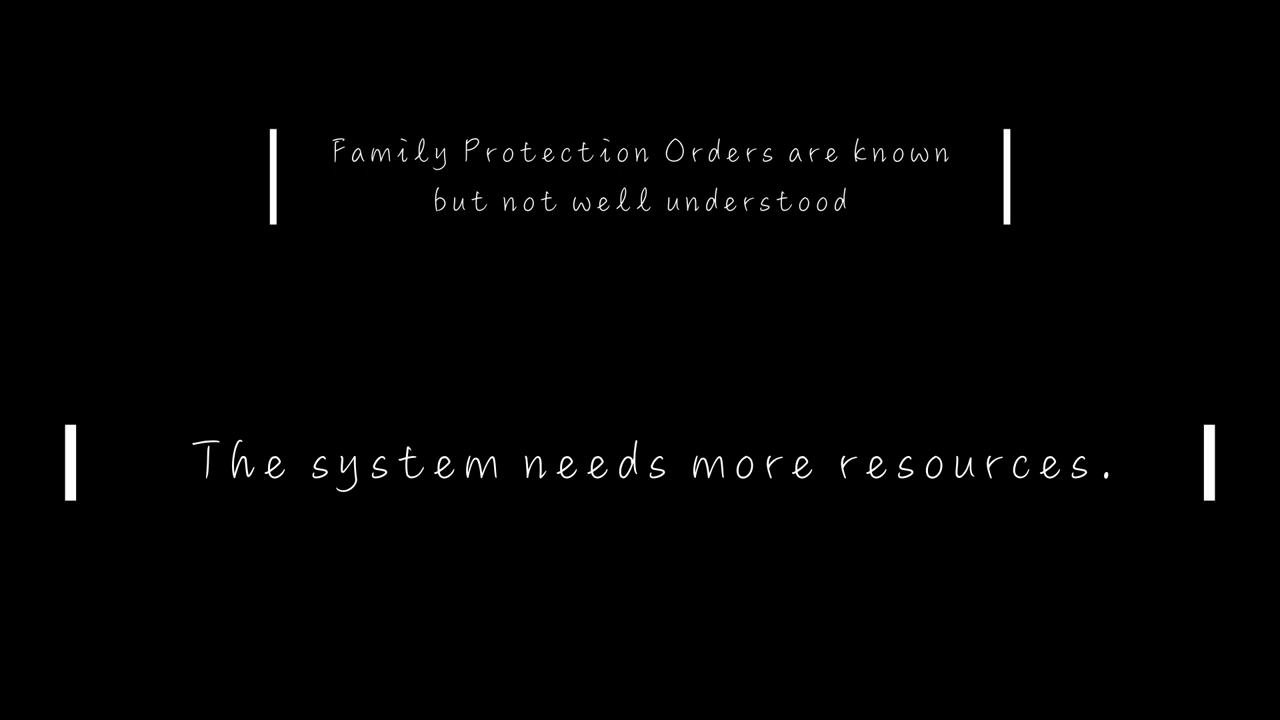 Family Protection Orders are known
but not well understood
The system needs more resources.